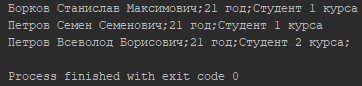 Борков Станислав Максимович;21 год;Студент 1 курса
Петров Семен Семенович;21 год;Студент 1 курса
Петров Всеволод Борисович;21 год;Студент 2 курса;
Process finished with exit code 0